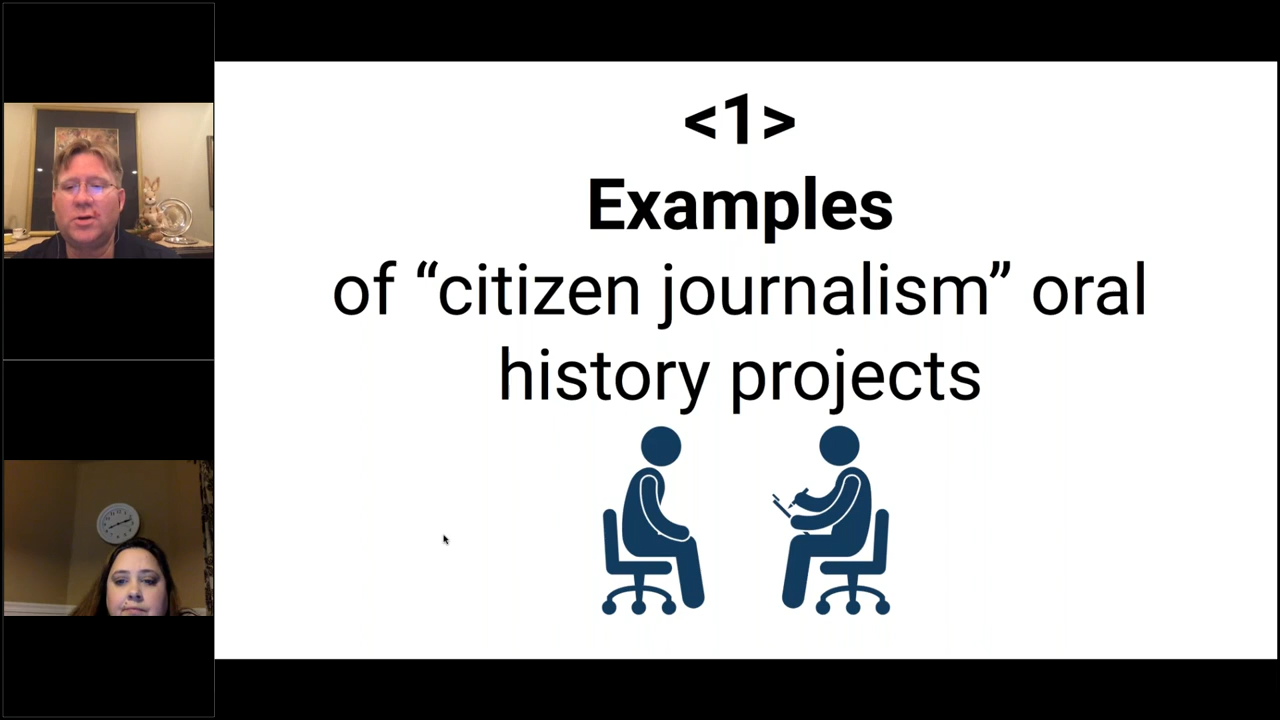 <1>
Examples
of “citizen journalism” oral
history projects